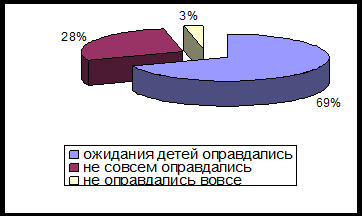 3%
28%
69%
ожидания детей оправдались
не совсем оправдались
не оправдались вовсе